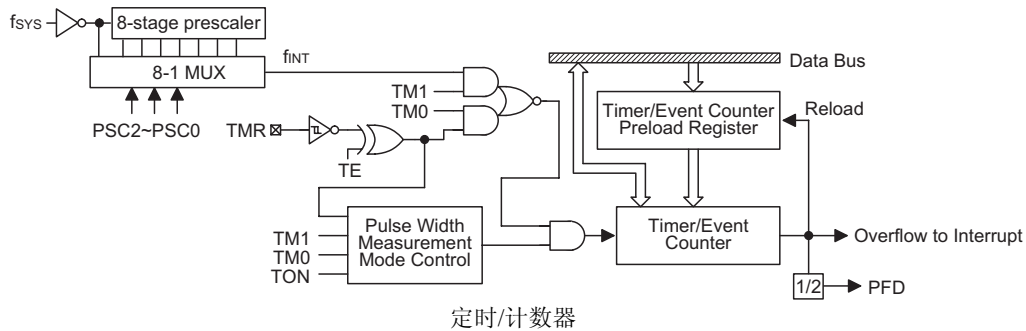 fSYS
8-stage prescaler
8-1 MUX
fINT
PSC2~PSC0
TMR
TE
TM1
TM0
Data Bus
Timer/Event Counter
Preload Register
Reload
TM1
TM0
TON
Pulse Width
Measurement
Mode Control
Timer/Event
Counter
Overflow to Interrupt
1/2
PFD
定时/计数器